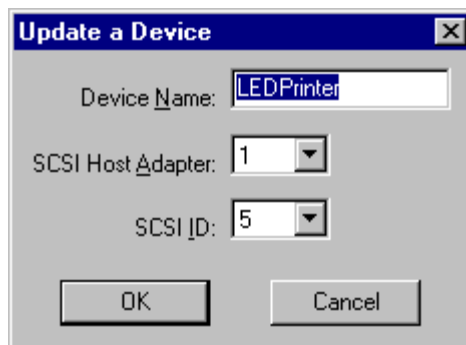 Update a Device
Device Name: LEDPrinter
SCSI Host Adapter: 1
SCSI ID: 5
OK Cancel